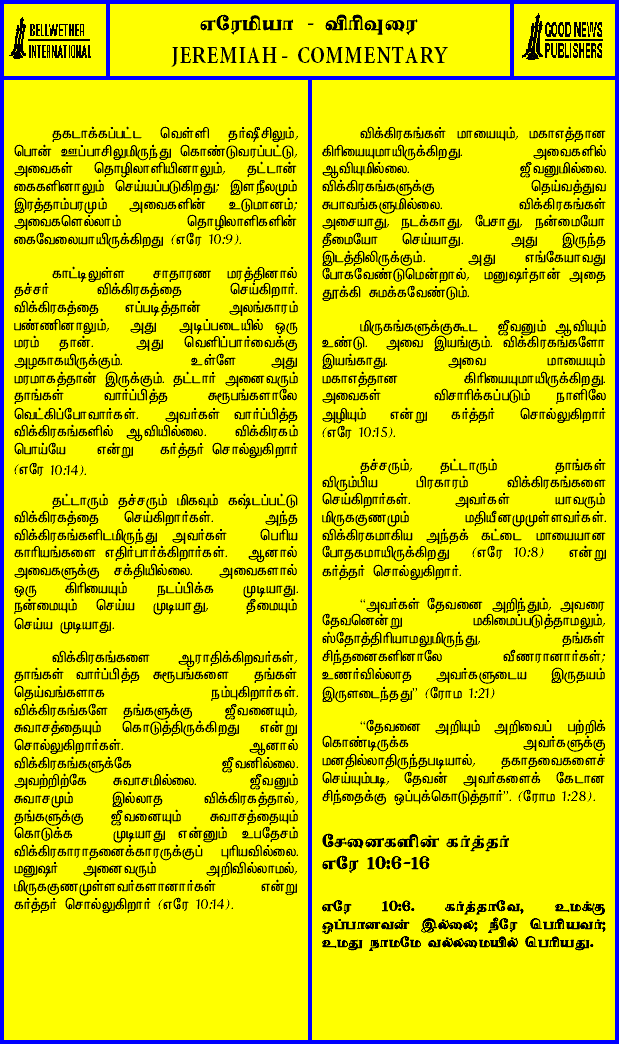 BELLWETHER
INTERNATIONAL
எரேமியா - விரிவுரை
JEREMIAH - COMMENTARY
GOOD NEWS
PUBLISHERS
தகடாக்கப்பட்ட வெள்ளி தர்ஷீசிலும்,
பொன் ஊப்பாசிலுமிருந்து கொண்டுவரப்பட்டு,
அவைகள் தொழிலாளியினாலும், தட்டான்
கைகளினாலும் செய்யப்படுகிறது; இளநீலமும்
இரத்தாம்பரமும் அவைகளின் உடுமானம்;
அவைகளெல்லாம் தொழிலாளிகளின்
கைவேலையாயிருக்கிறது (எரே 10:9).
காட்டிலுள்ள சாதாரண மரத்தினால்
தச்சர் விக்கிரகத்தை செய்கிறார்.
விக்கிரகத்தை எப்படித்தான் அலங்காரம்
பண்ணினாலும், அது அடிப்படையில் ஒரு
மரம் தான். அது வெளிப்பார்வைக்கு
அழகாகயிருக்கும். உள்ளே அது
மரமாகத்தான் இருக்கும். தட்டார் அனைவரும்
தாங்கள் வார்ப்பித்த சுரூபங்களாலே
வெட்கிப்போவார்கள். அவர்கள் வார்ப்பித்த
விக்கிரகங்களில் ஆவியில்லை. விக்கிரகம்
பொய்யே என்று கர்த்தர் சொல்லுகிறார்
(எரே 10:14).
தட்டாரும் தச்சரும் மிகவும் கஷ்டப்பட்டு
விக்கிரகத்தை செய்கிறார்கள். அந்த
விக்கிரகங்களிடமிருந்து அவர்கள் பெரிய
காரியங்களை எதிர்பார்க்கிறார்கள். ஆனால்
அவைகளுக்கு சக்தியில்லை. அவைகளால்
ஒரு கிரியையும் நடப்பிக்க முடியாது.
நன்மையும் செய்ய முடியாது, தீமையும்
செய்ய முடியாது.
விக்கிரகங்களை ஆராதிக்கிறவர்கள்,
தாங்கள் வார்ப்பித்த சுரூபங்களை தங்கள்
தெய்வங்களாக நம்புகிறார்கள்.
விக்கிரகங்களே தங்களுக்கு ஜீவனையும்,
சுவாசத்தையும் கொடுத்திருக்கிறது என்று
சொல்லுகிறார்கள். ஆனால்
விக்கிரகங்களுக்கே ஜீவனில்லை.
அவற்றிற்கே சுவாசமில்லை. ஜீவனும்
சுவாசமும் இல்லாத விக்கிரகத்தால்,
தங்களுக்கு ஜீவனையும் சுவாசத்தையும்
கொடுக்க முடியாது என்னும் உபதேசம்
விக்கிரகாராதனைக்காரருக்குப் புரியவில்லை.
மனுஷர் அனைவரும் அறிவில்லாமல்,
மிருககுணமுள்ளவர்களானார்கள் என்று
கர்த்தர் சொல்லுகிறார் (எரே 10:14).
விக்கிரகங்கள் மாயையும், மகாஎத்தான
கிரியையுமாயிருக்கிறது. அவைகளில்
ஆவியுமில்லை. ஜீவனுமில்லை.
விக்கிரகங்களுக்கு தெய்வத்துவ
சுபாவங்களுமில்லை. விக்கிரகங்கள்
அசையாது, நடக்காது, பேசாது, நன்மையோ
தீமையோ செய்யாது. அது இருந்த
இடத்திலிருக்கும். அது எங்கேயாவது
போகவேண்டுமென்றால், மனுஷர்தான் அதை
தூக்கி சுமக்கவேண்டும்.
மிருகங்களுக்குகூட ஜீவனும் ஆவியும்
உண்டு. அவை இயங்கும். விக்கிரகங்களோ
இயங்காது. அவை மாயையும்
மகாஎத்தான கிரியையுமாயிருக்கிறது.
அவைகள் விசாரிக்கப்படும் நாளிலே
அழியும் என்று கர்த்தர் சொல்லுகிறார்
(எரே 10:15).
தச்சரும், தட்டாரும் தாங்கள்
விரும்பிய பிரகாரம் விக்கிரகங்களை
செய்கிறார்கள். அவர்கள் யாவரும்
மிருககுணமும் மதியீனமுமுள்ளவர்கள்.
விக்கிரகமாகிய அந்தக் கட்டை மாயையான
போதகமாயிருக்கிறது (எரே 10:8) என்று
கர்த்தர் சொல்லுகிறார்.
“அவர்கள் தேவனை அறிந்தும், அவரை
தேவனென்று மகிமைப்படுத்தாமலும்,
ஸ்தோத்திரியாமலுமிருந்து, தங்கள்
சிந்தனைகளினாலே வீணரானார்கள்;
உணர்வில்லாத அவர்களுடைய இருதயம்
இருளடைந்தது” (ரோம 1:21)
“தேவனை அறியும் அறிவைப் பற்றிக்
கொண்டிருக்க அவர்களுக்கு
மனதில்லாதிருந்தபடியால், தகாதவைகளைச்
செய்யும்படி, தேவன் அவர்களைக் கேடான
சிந்தைக்கு ஒப்புக்கொடுத்தார்”. (ரோம 1:28).
சேனைகளின் கர்த்தர்
எரே 10:6-16
எரே 10:6. கர்த்தாவே, உமக்கு
ஒப்பானவன் இல்லை; நீரே பெரியவர்;
உமது நாமமே வல்லமையில் பெரியது.